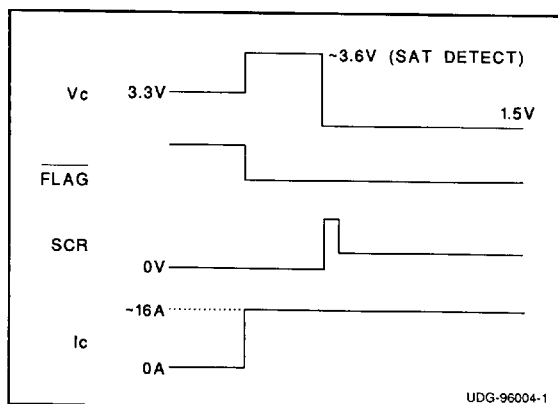 ~3.6V (SAT DETECT)
Vc 3.3V
1.5V
FLAG
SCR
0V
~16A
Ic
0A
UDG-96004-1